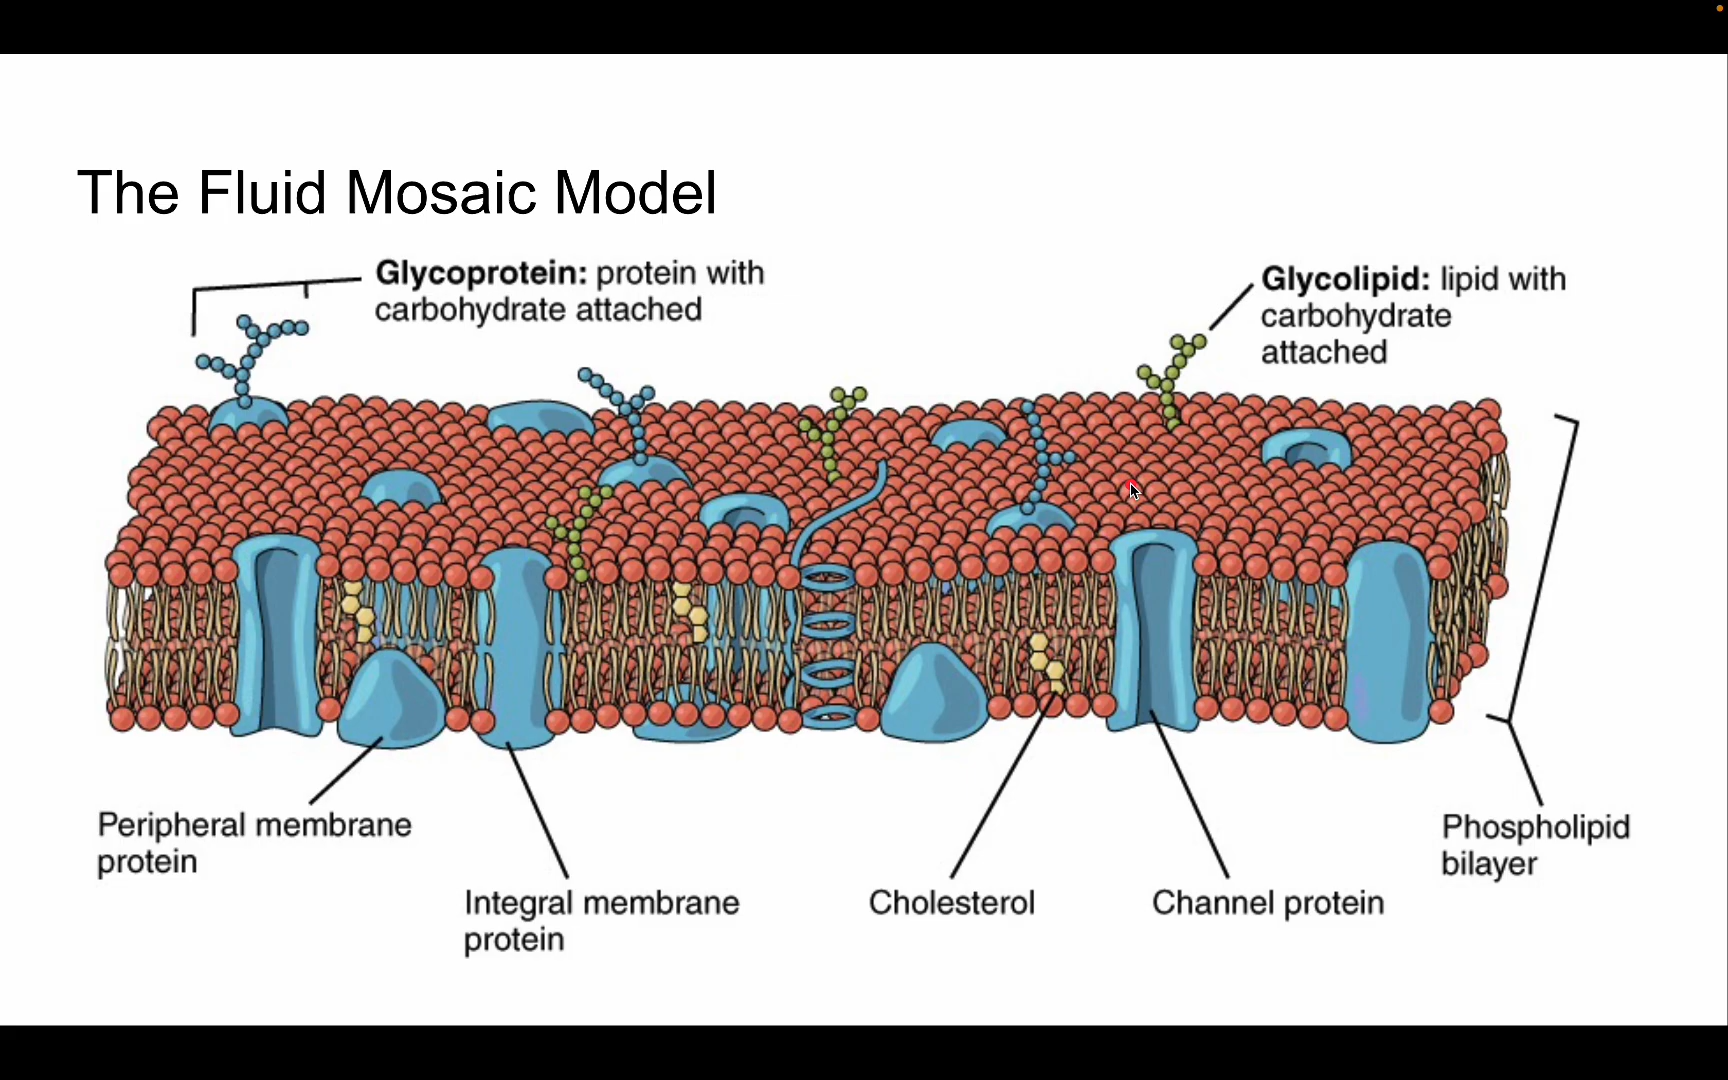 The Fluid Mosaic Model
Glycoprotein: protein with
carbohydrate attached
Glycolipid: lipid with
carbohydrate
attached
Peripheral membrane
protein
Integral membrane
protein
Cholesterol
Channel protein
Phospholipid
bilayer